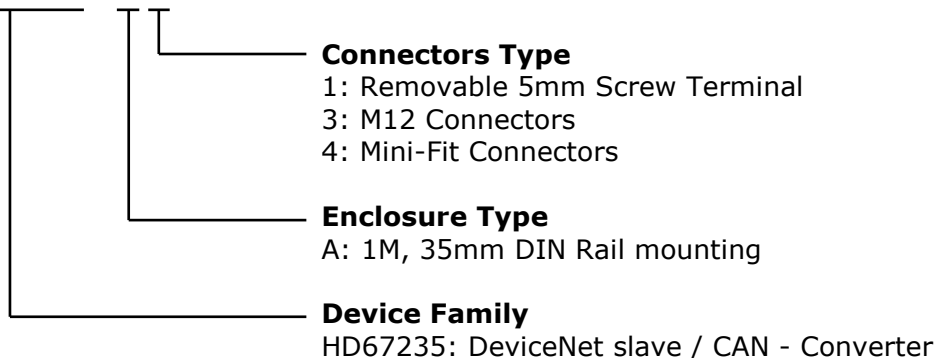 Connectors Type
1: Removable 5mm Screw Terminal
3: M12 Connectors
4: Mini-Fit Connectors
Enclosure Type
A: 1M, 35mm DIN Rail mounting
Device Family
HD67235: DeviceNet slave / CAN - Converter